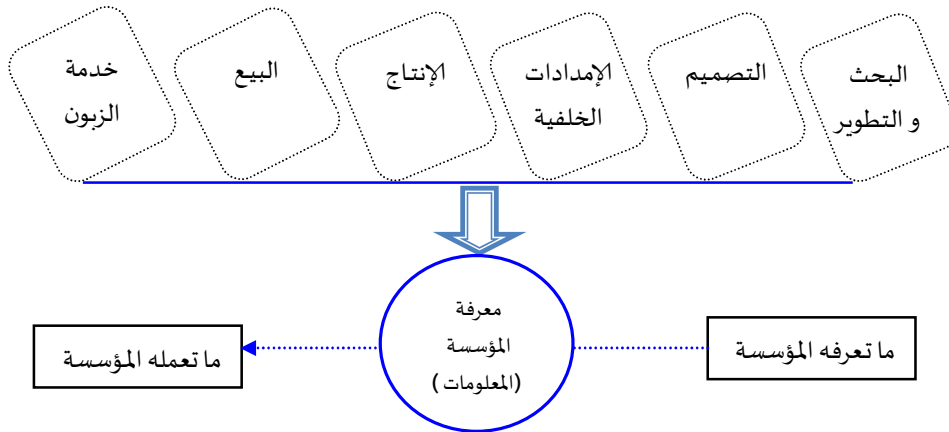 البحث
و التطوير
التصميم
الإمدادات
الخلفية
الإنتاج
البيع
خدمة
الزبون
معرفة
المؤسسة
(المعلومات)
ما تعرفه المؤسسة
ما تعمله المؤسسة